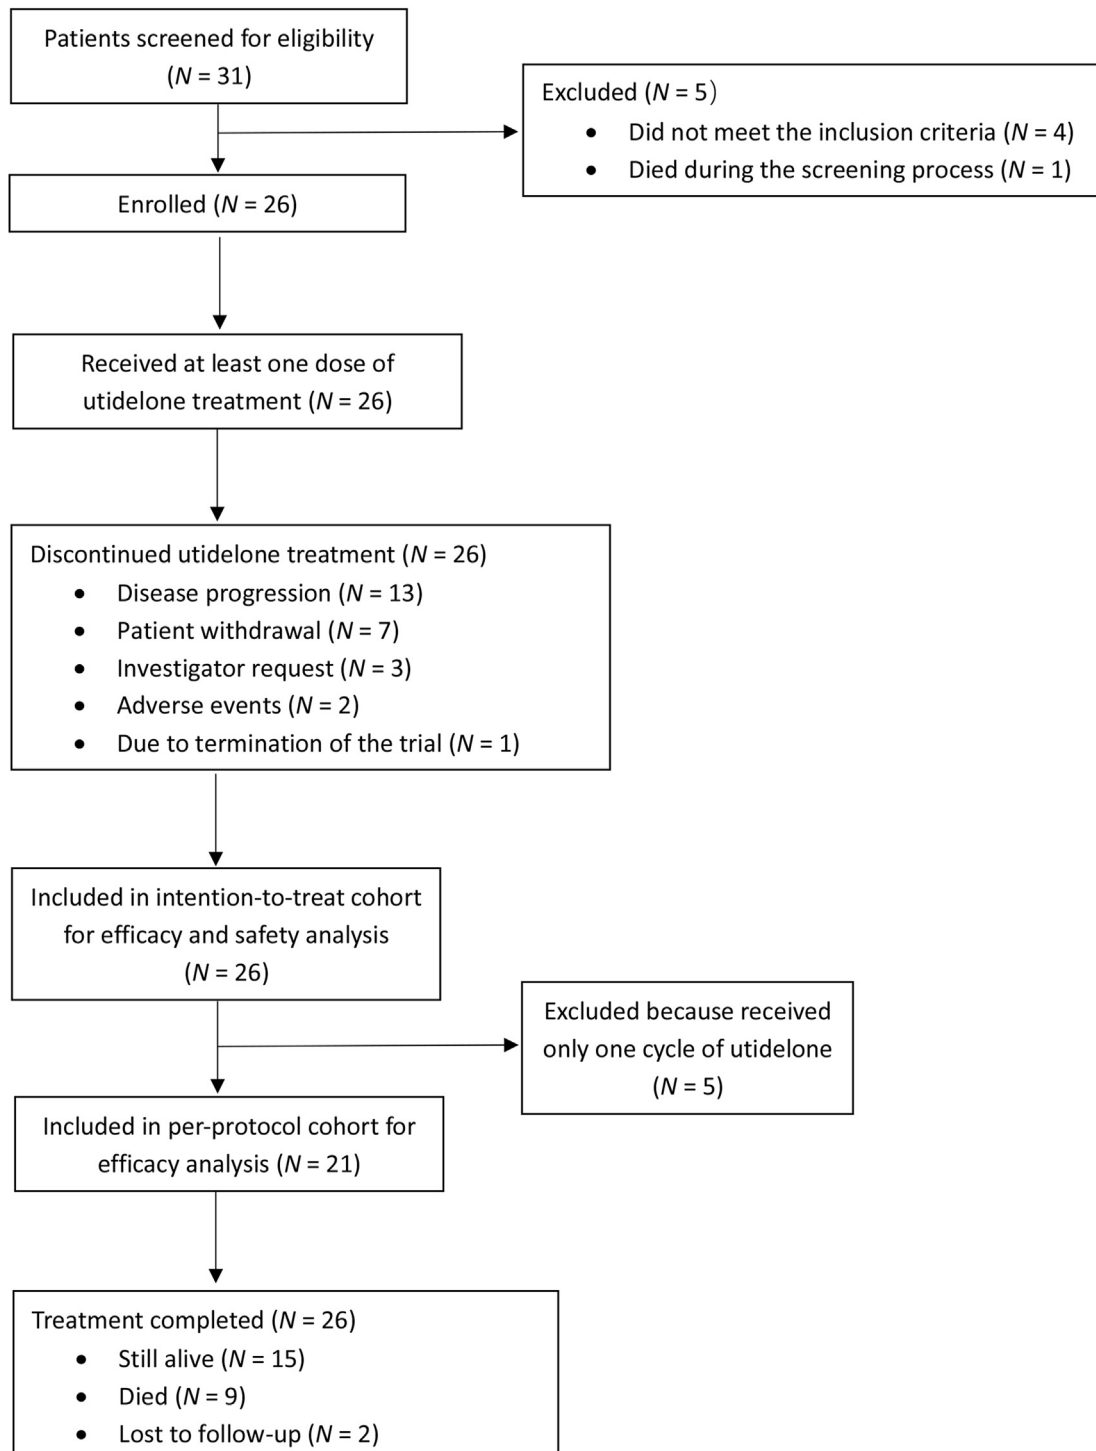 Patients screened for eligibility
(N = 31)
Excluded (N = 5)
• Did not meet the inclusion criteria (N = 4)
• Died during the screening process (N = 1)
Enrolled (N = 26)
Received at least one dose of
utidelone treatment (N = 26)
Discontinued utidelone treatment (N = 26)
• Disease progression (N = 13)
• Patient withdrawal (N = 7)
• Investigator request (N = 3)
• Adverse events (N = 2)
• Due to termination of the trial (N = 1)
Included in intention-to-treat cohort
for efficacy and safety analysis
(N = 26)
Excluded because received
only one cycle of utidelone
(N = 5)
Included in per-protocol cohort for
efficacy analysis (N = 21)
Treatment completed (N = 26)
• Still alive (N = 15)
• Died (N = 9)
• Lost to follow-up (N = 2)